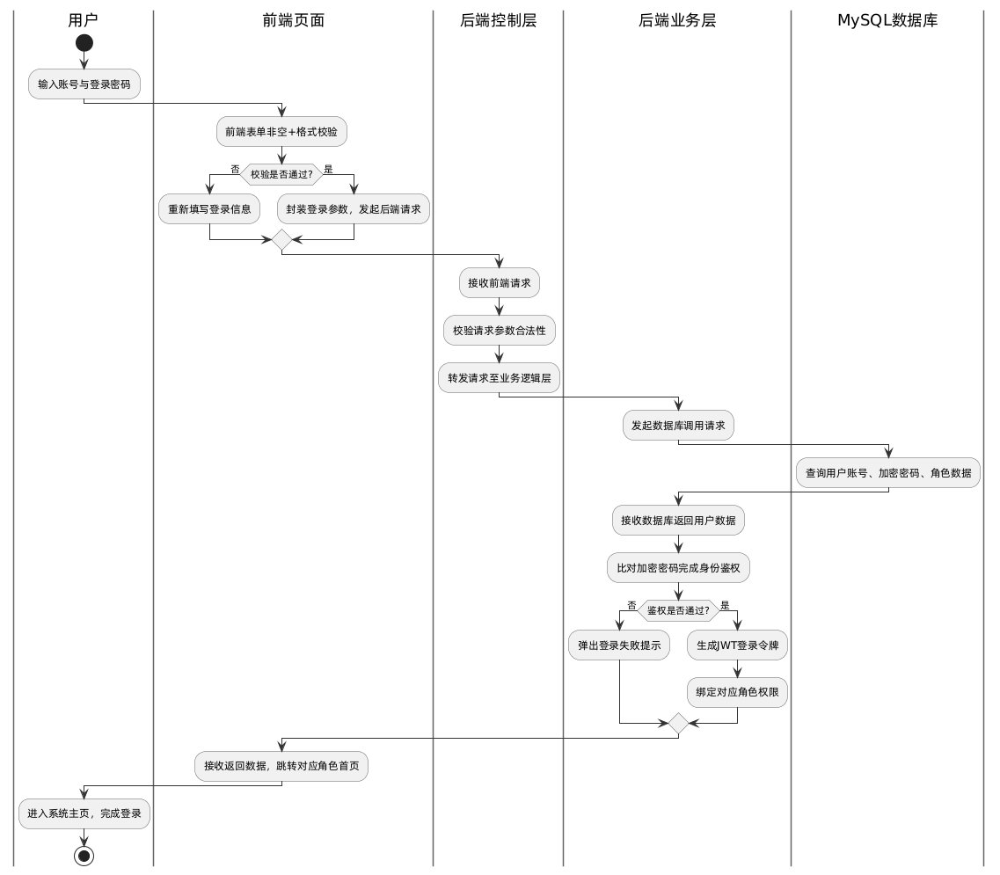 用户
前端页面
后端控制层
后端业务层
MySQL数据库
输入账号与登录密码
前端表单非空+格式校验
校验是否通过?
否
是
重新填写登录信息
封装登录参数，发起后端请求
接收前端请求
校验请求参数合法性
转发请求至业务逻辑层
发起数据库调用请求
查询用户账号、加密密码、角色数据
接收数据库返回用户数据
比对加密密码完成身份鉴权
鉴权是否通过?
否
是
弹出登录失败提示
生成JWT登录令牌
绑定对应角色权限
接收返回数据，跳转对应角色首页
进入系统主页，完成登录